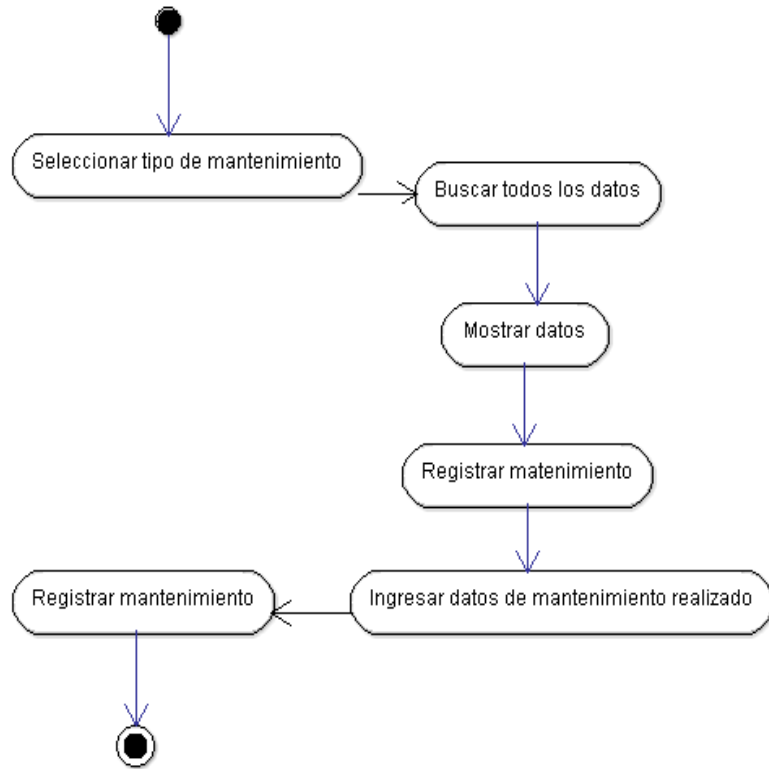 Seleccionar tipo de mantenimiento
Buscar todos los datos
Mostrar datos
Registrar matenimiento
Ingresar datos de mantenimiento realizado
Registrar mantenimiento